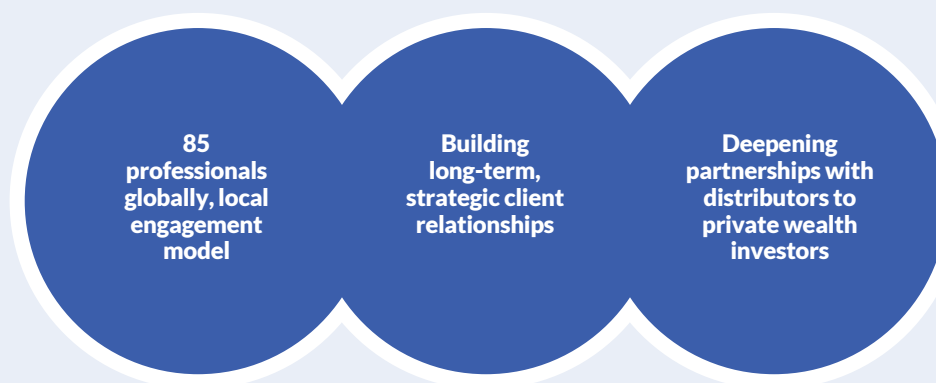 85
professionals
globally, local
engagement
model
Building
long-term,
strategic client
relationships
Deepening
partnerships with
distributors to
private wealth
investors